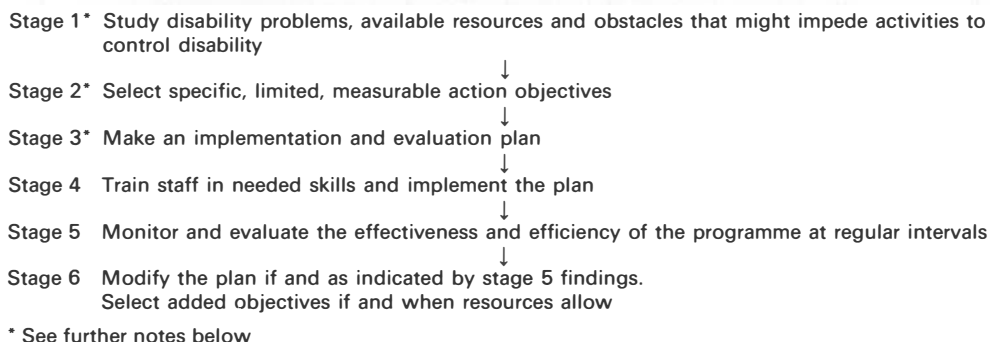 Stage 1* Study disability problems, available resources and obstacles that might impede activities to
control disability
↓
Stage 2* Select specific, limited, measurable action objectives
↓
Stage 3* Make an implementation and evaluation plan
↓
Stage 4 Train staff in needed skills and implement the plan
↓
Stage 5 Monitor and evaluate the effectiveness and efficiency of the programme at regular intervals
↓
Stage 6 Modify the plan if and as indicated by stage 5 findings.
Select added objectives if and when resources allow
* See further notes below